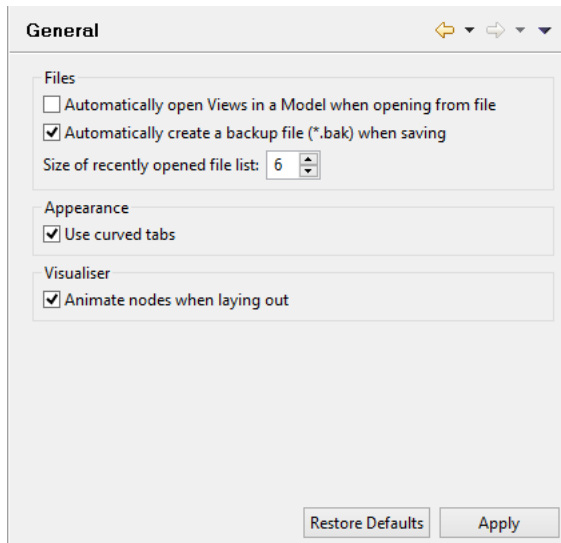 General
Files
Automatically open Views in a Model when opening from file
Automatically create a backup file (*.bak) when saving
Size of recently opened file list: 6
Appearance
Use curved tabs
Visualiser
Animate nodes when laying out
Restore Defaults Apply